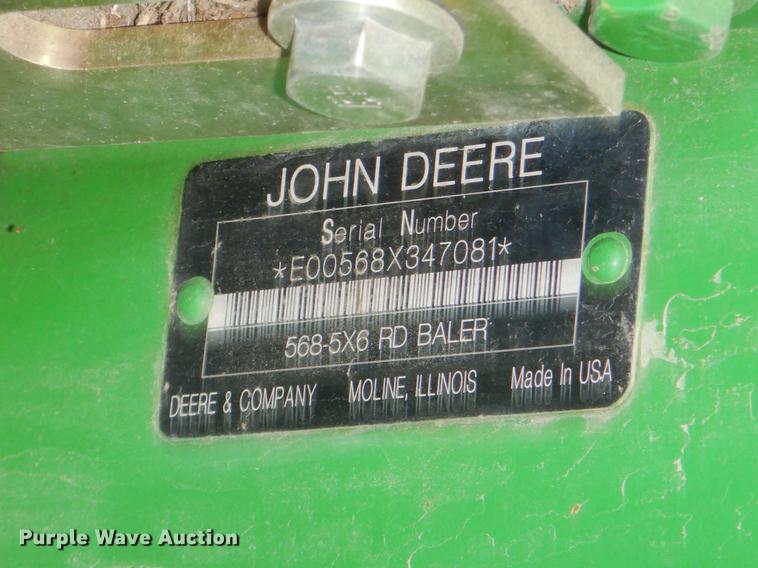 JOHN DEERE
Serial Number
*E00568X347081*
568-5X6 RD BALER
DEERE & COMPANY MOLINE, ILLINOIS Made In USA
Purple Wave Auction